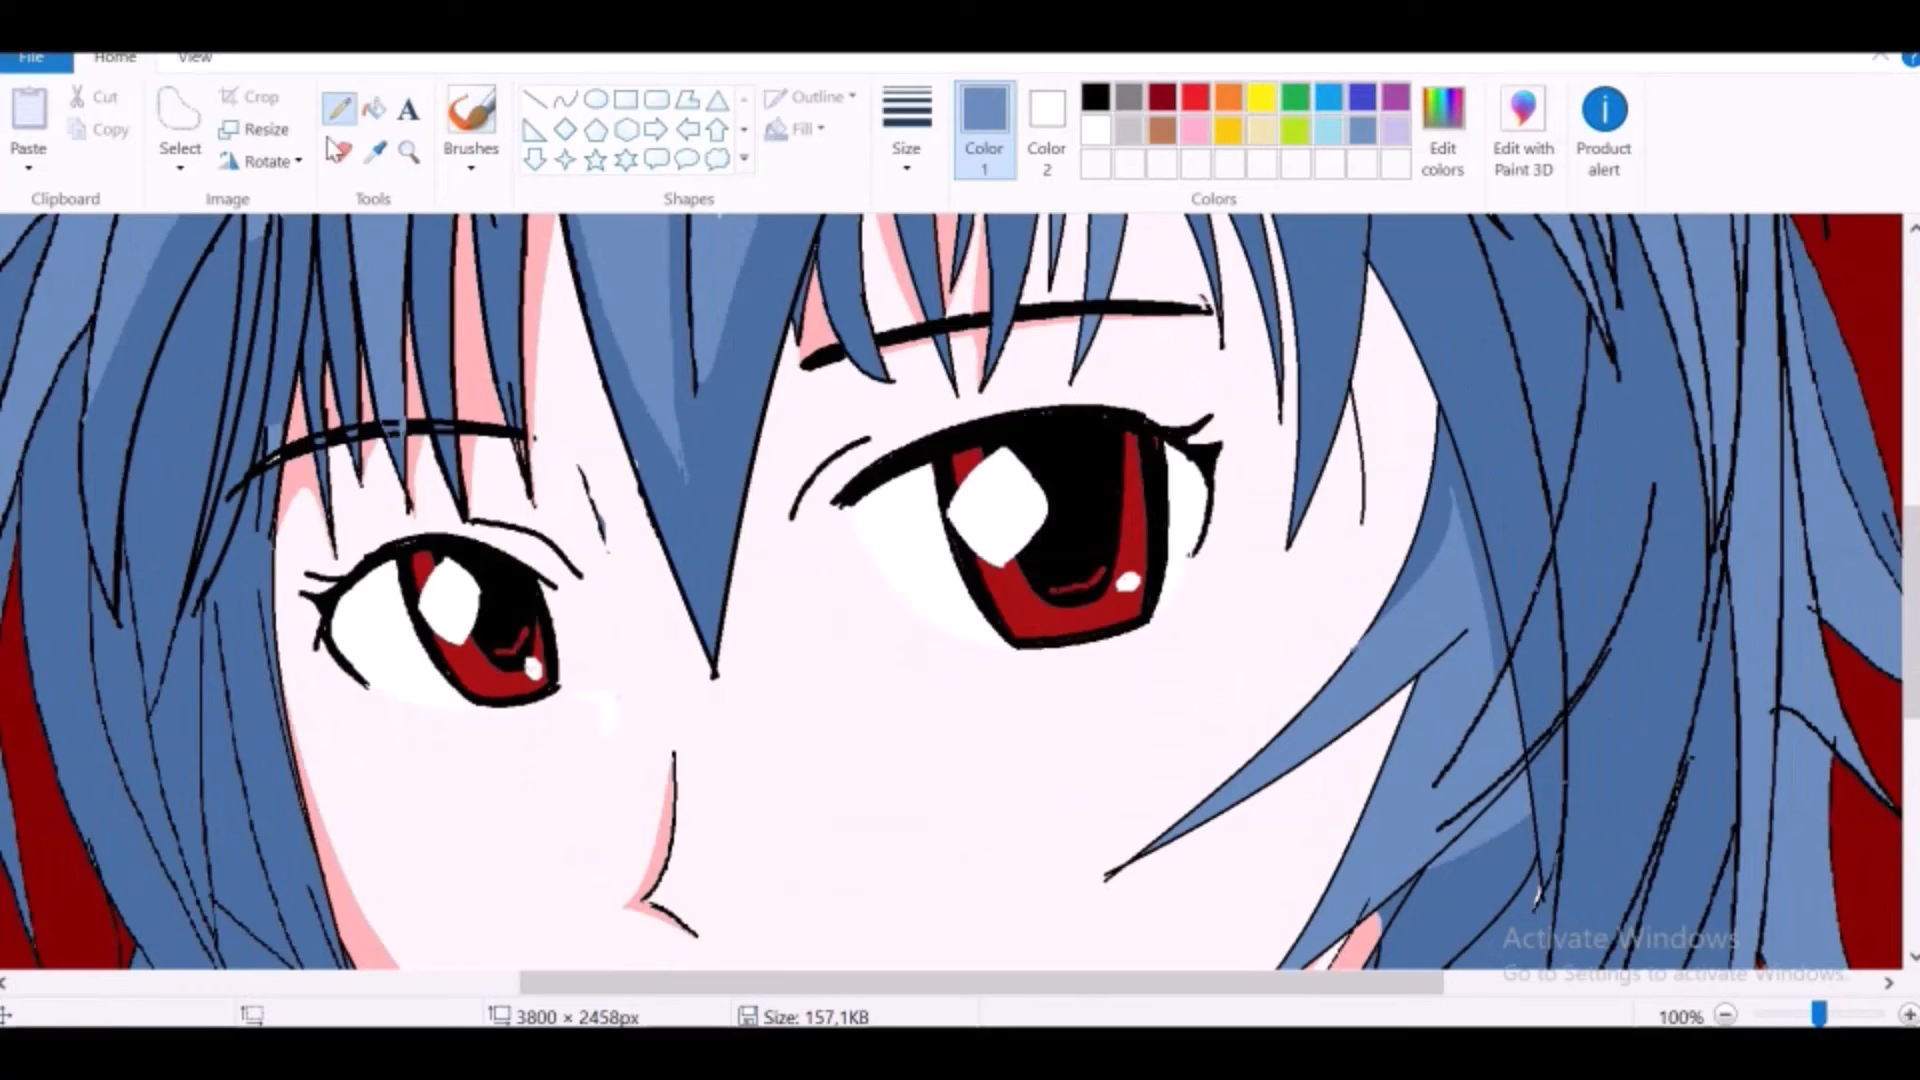 File Home View
Paste Cut Copy Select Crop Resize Rotate A Brushes Outline Fill Size Color 1 Color 2 Edit colors Edit with Paint 3D Product alert
Clipboard Image Tools Shapes Colors
Activate Windows
Go to Settings to activate Windows.
3800 × 2458px Size: 157,1KB 100%